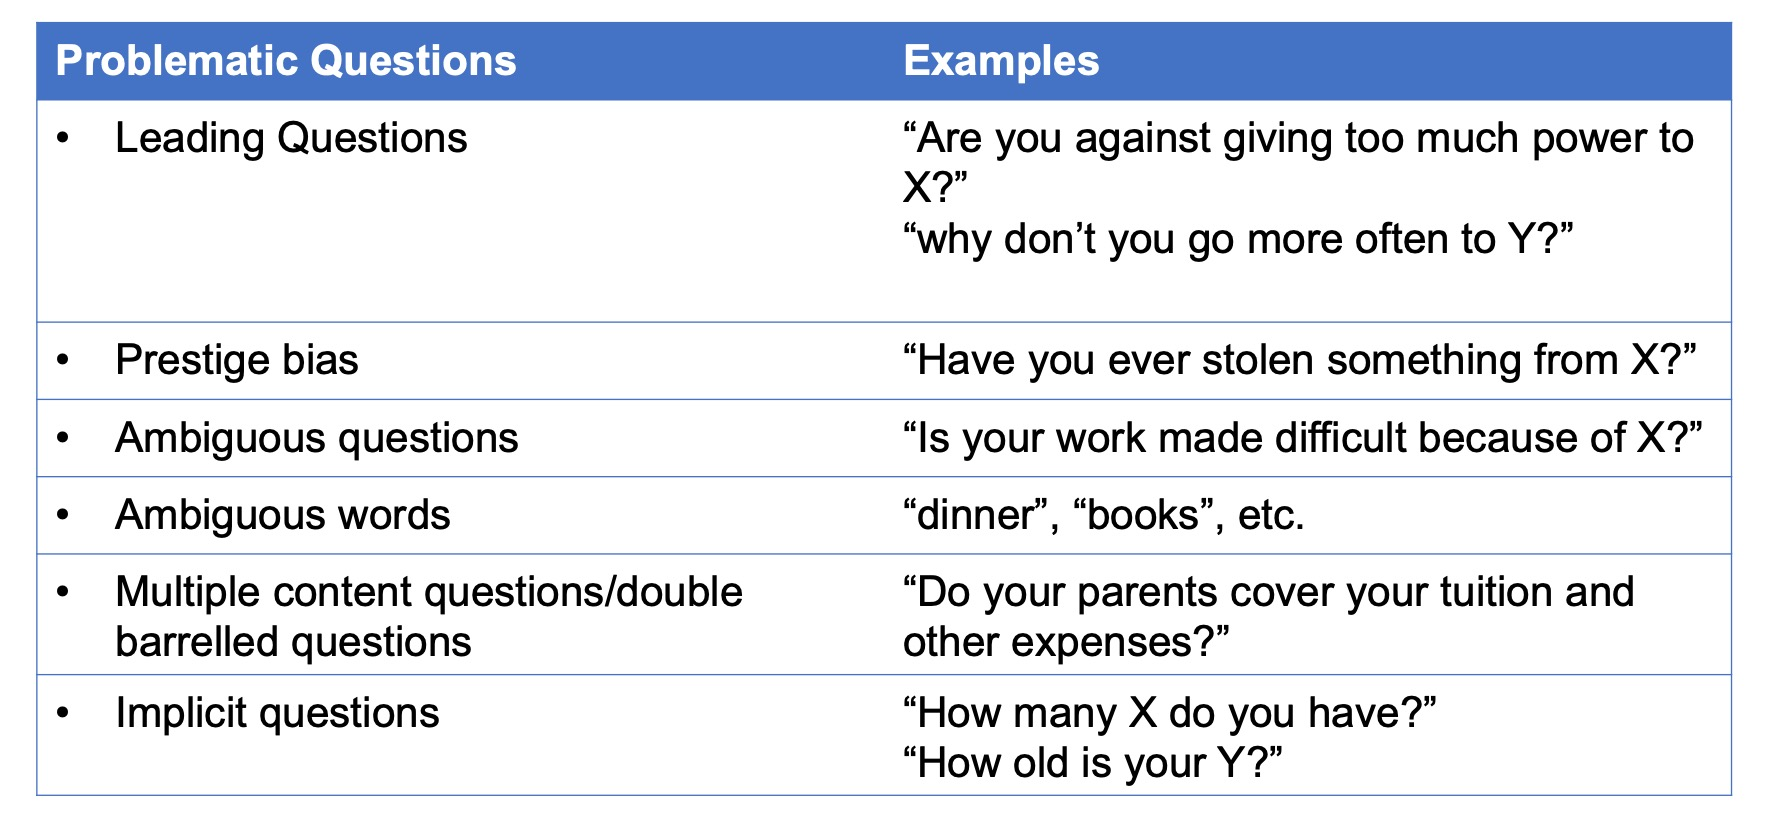 Problematic Questions
Examples
• Leading Questions
“Are you against giving too much power to
X?”
“why don’t you go more often to Y?”
• Prestige bias
“Have you ever stolen something from X?”
• Ambiguous questions
“Is your work made difficult because of X?”
• Ambiguous words
“dinner”, “books”, etc.
• Multiple content questions/double
barrelled questions
“Do your parents cover your tuition and
other expenses?”
• Implicit questions
“How many X do you have?”
“How old is your Y?”